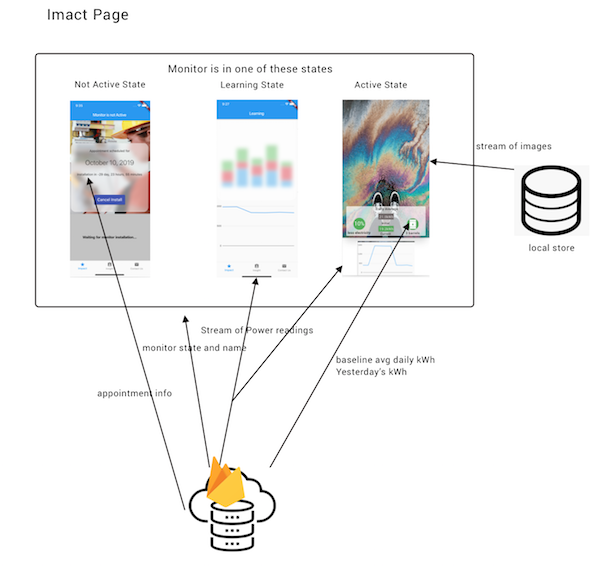 Imact Page
Monitor is in one of these states
Not Active State
Learning State
Active State
Monitor is not Active
October 10, 2019
Cancel Install
Waiting for monitor installation...
Learning
10%
stream of images
local store
Stream of Power readings
monitor state and name
baseline avg daily kWh
Yesterday's kWh
appointment info